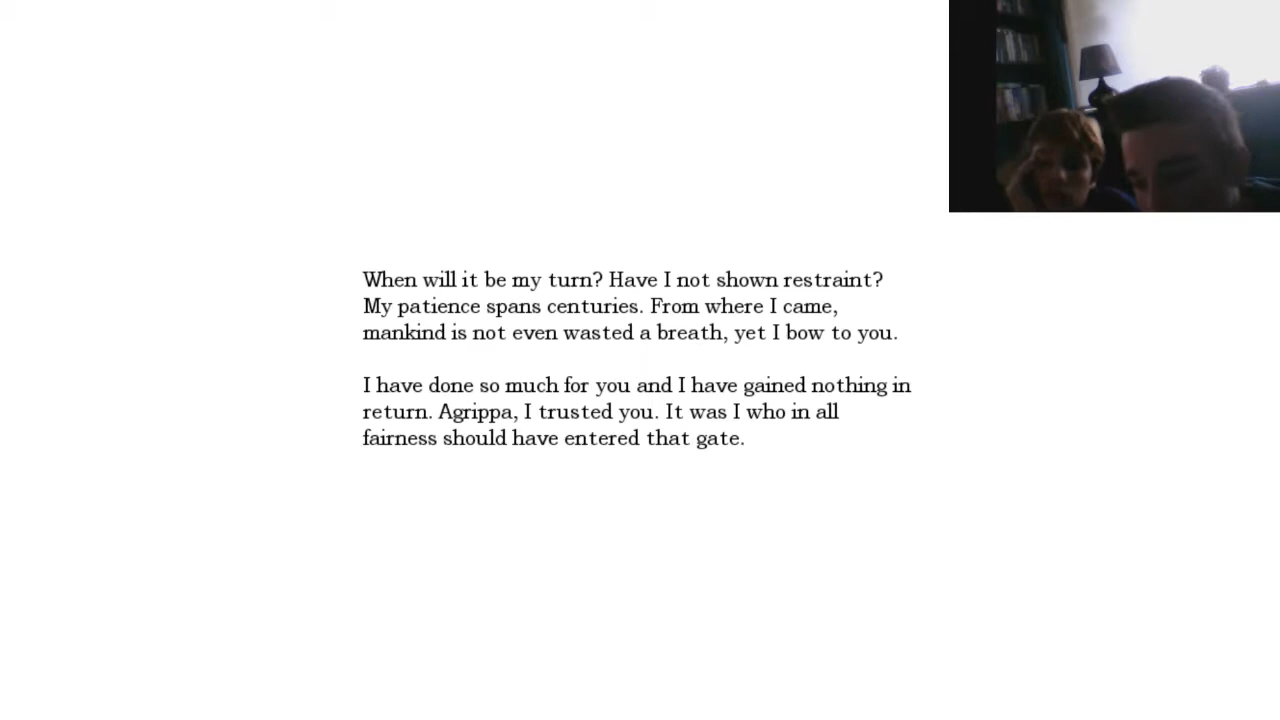 When will it be my turn? Have I not shown restraint?
My patience spans centuries. From where I came,
mankind is not even wasted a breath, yet I bow to you.
I have done so much for you and I have gained nothing in
return. Agrippa, I trusted you. It was I who in all
fairness should have entered that gate.